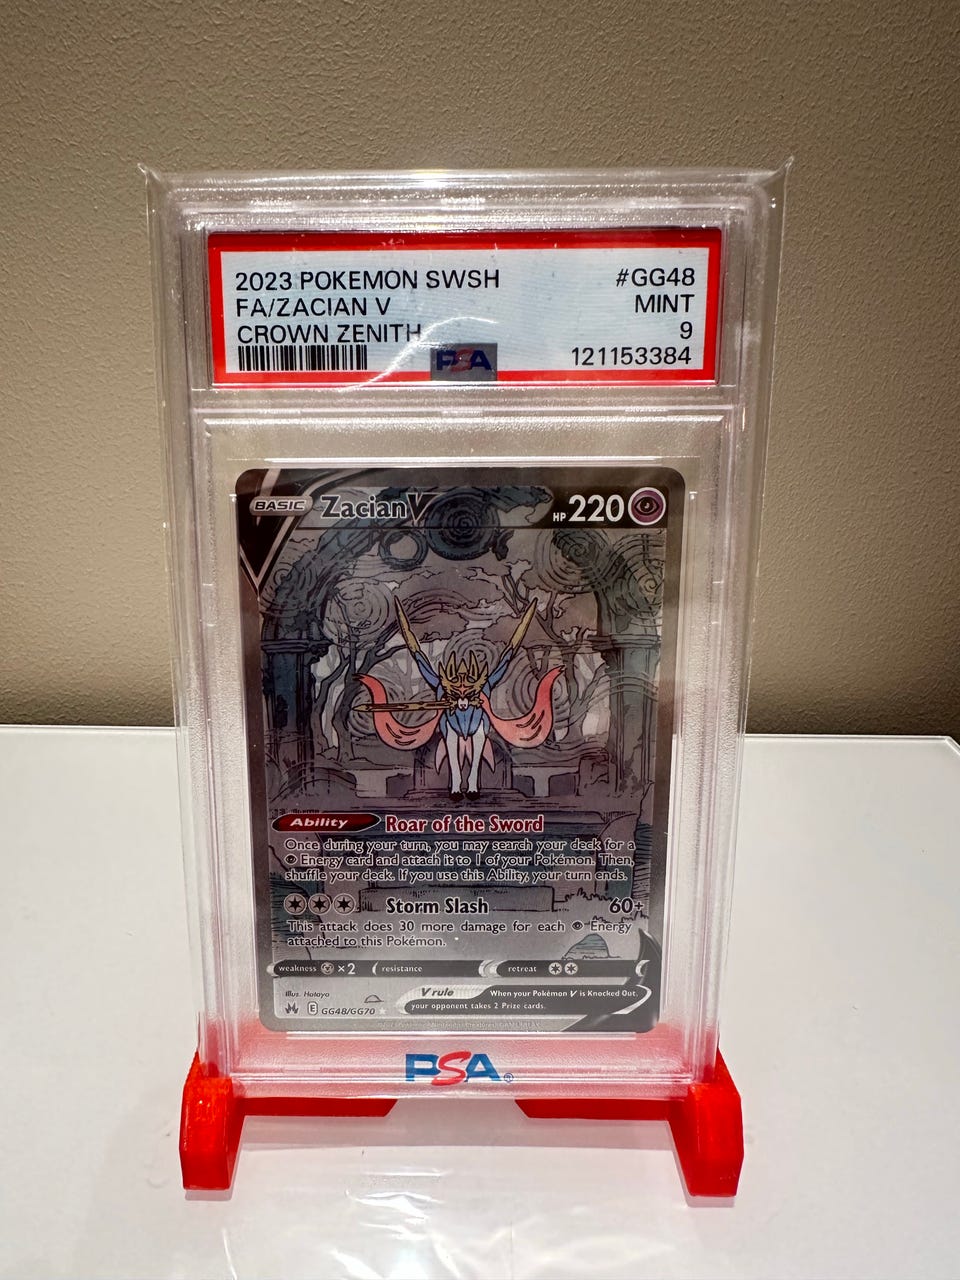 2023 POKEMON SWSH #GG48
FA/ZACIAN V MINT
CROWN ZENITH 9
PSA 121153384
BASIC Zacian V HP 220
Ability Roar of the Sword
Once during your turn, you may search your deck for a
Energy card and attach it to 1 of your Pokémon. Then,
shuffle your deck. If you use this Ability, your turn ends.
Storm Slash 60+
This attack does 30 more damage for each Energy
attached to this Pokémon.
weakness ×2 resistance retreat
illus. Hataya V rule When your Pokémon V is Knocked Out,
your opponent takes 2 Prize cards.
E GG48/GG70
PSA®